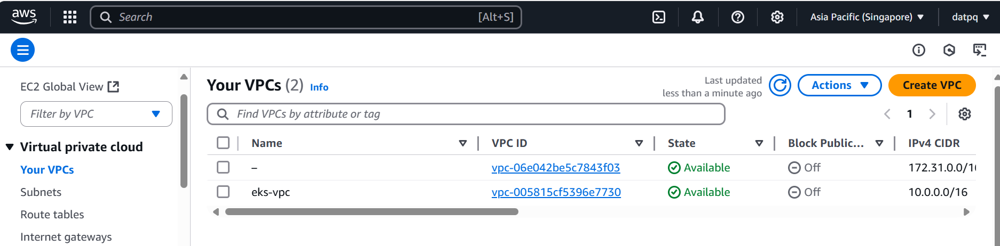 aws Search [Alt+S] Asia Pacific (Singapore) datpq
EC2 Global View
Filter by VPC
Virtual private cloud
Your VPCs
Subnets
Route tables
Internet gateways
Your VPCs (2) Info
Last updated
less than a minute ago
Actions
Create VPC
Find VPCs by attribute or tag
1
Name VPC ID State Block Public... IPv4 CIDR
– vpc-06e042be5c7843f03 Available Off 172.31.0.0/16
eks-vpc vpc-005815cf5396e7730 Available Off 10.0.0.0/16